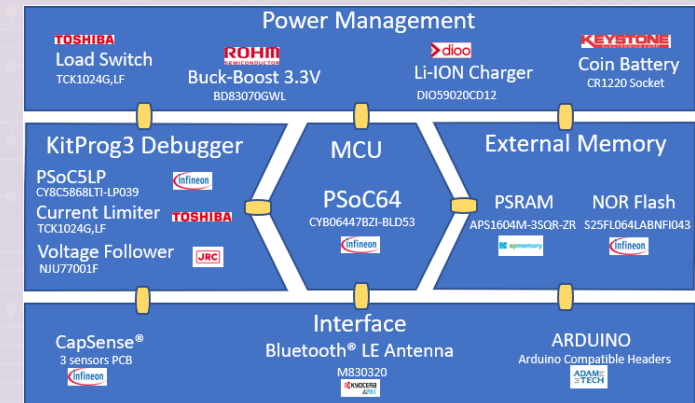 Power Management
TOSHIBA
Load Switch
TCK1024G,LF
ROHM
SEMICONDUCTOR
Buck-Boost 3.3V
BD83070GWL
dioo
Li-ION Charger
DIO59020CD12
KEYSTONE
ELECTRONICS CORP.
Coin Battery
CR1220 Socket
KitProg3 Debugger
PSoC5LP
CY8C5868LTI-LP039
infineon
Current Limiter
TOSHIBA
TCK1024G,LF
Voltage Follower
NJU77001F
JRC
MCU
PSoC64
CYB06447BZI-BLD53
infineon
External Memory
PSRAM
APS1604M-3SQR-ZR
apmemory
NOR Flash
S25FL064LABNFI043
infineon
CapSense®
3 sensors PCB
infineon
Interface
Bluetooth® LE Antenna
M830320
KYOCERA
AVX
ARDUINO
Arduino Compatible Headers
ADAM
TECH